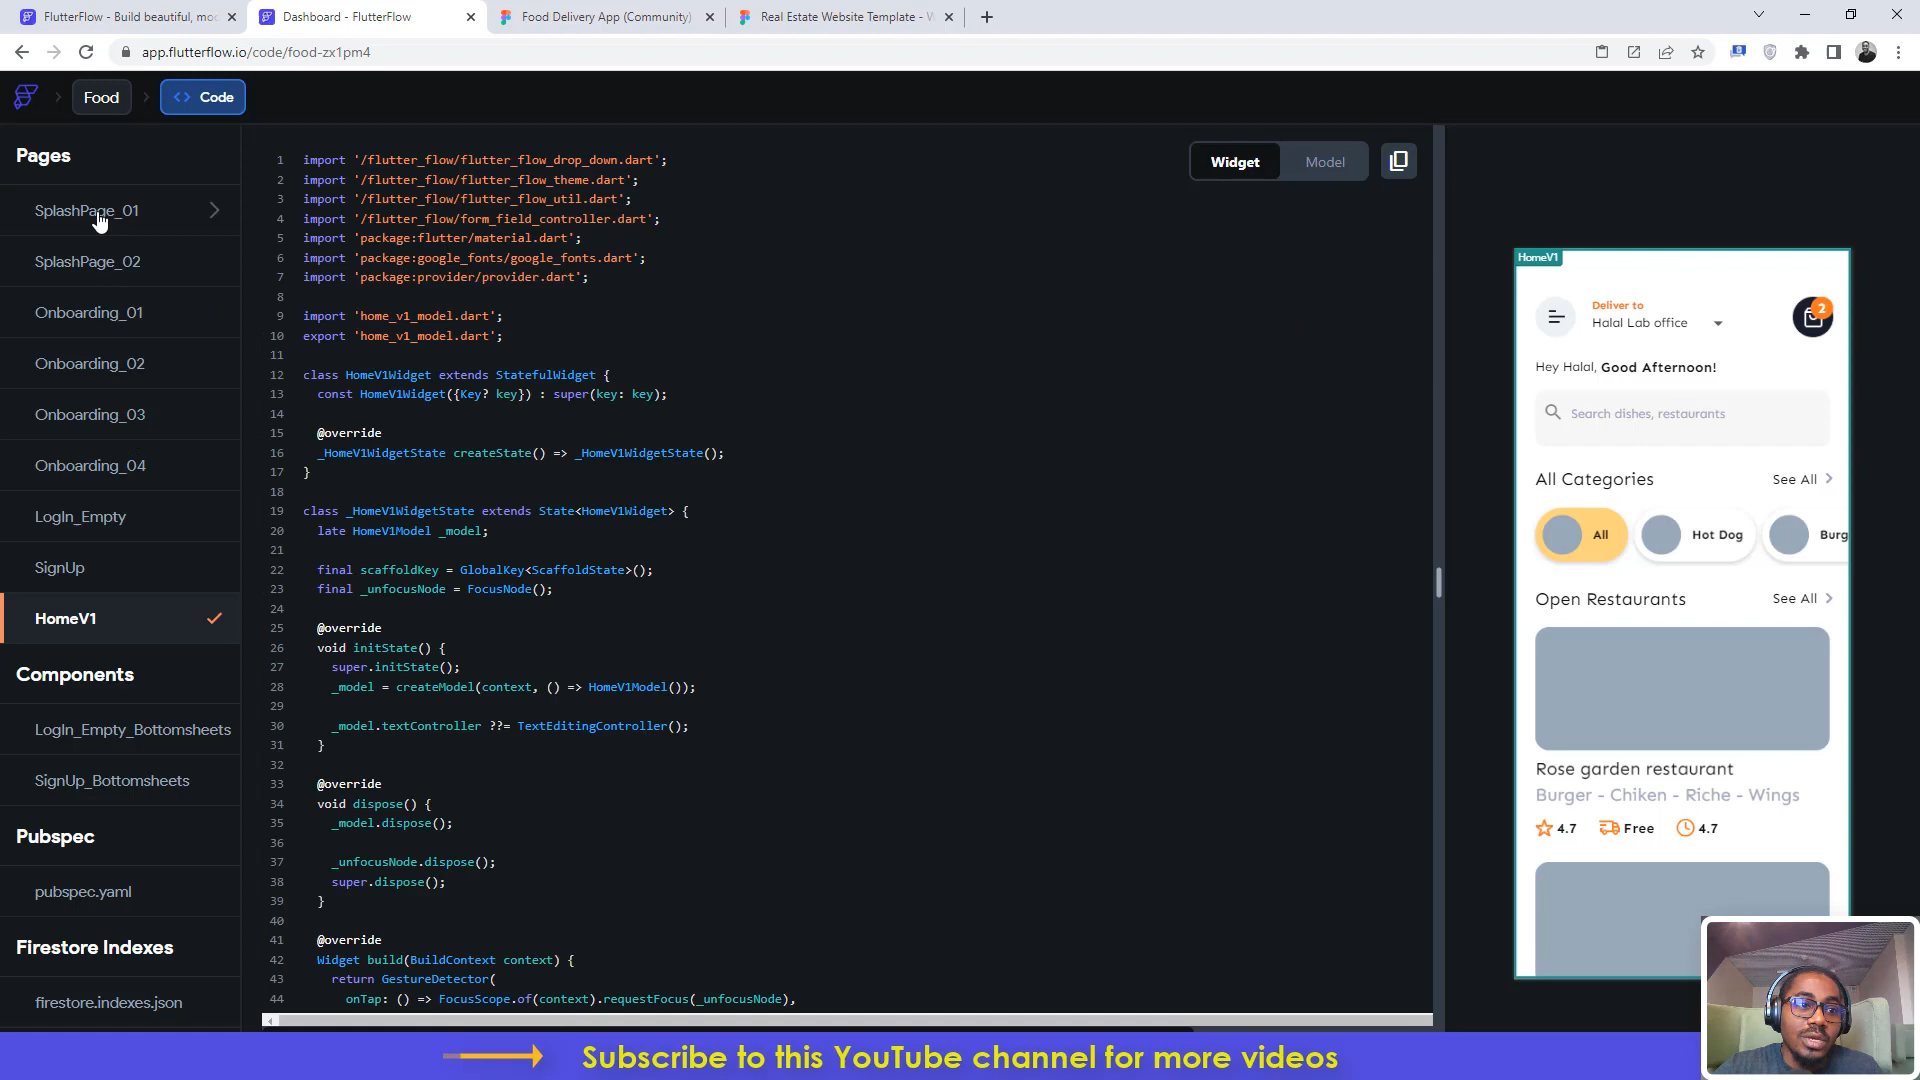 FlutterFlow - Build beautiful, mo
Dashboard - FlutterFlow
Food Delivery App (Community)
Real Estate Website Template - W
app.flutterflow.io/code/food-zx1pm4
Food
<> Code
Pages
SplashPage_01
SplashPage_02
Onboarding_01
Onboarding_02
Onboarding_03
Onboarding_04
LogIn_Empty
SignUp
HomeV1
Components
LogIn_Empty_Bottomsheets
SignUp_Bottomsheets
Pubspec
pubspec.yaml
Firestore Indexes
firestore.indexes.json
Widget
Model
1 import '/flutter_flow/flutter_flow_drop_down.dart';
2 import '/flutter_flow/flutter_flow_theme.dart';
3 import '/flutter_flow/flutter_flow_util.dart';
4 import '/flutter_flow/form_field_controller.dart';
5 import 'package:flutter/material.dart';
6 import 'package:google_fonts/google_fonts.dart';
7 import 'package:provider/provider.dart';
8
9 import 'home_v1_model.dart';
10 export 'home_v1_model.dart';
11
12 class HomeV1Widget extends StatefulWidget {
13 const HomeV1Widget({Key? key}) : super(key: key);
14
15 @override
16 _HomeV1WidgetState createState() => _HomeV1WidgetState();
17 }
18
19 class _HomeV1WidgetState extends State<HomeV1Widget> {
20 late HomeV1Model _model;
21
22 final scaffoldKey = GlobalKey<ScaffoldState>();
23 final _unfocusNode = FocusNode();
24
25 @override
26 void initState() {
27 super.initState();
28 _model = createModel(context, () => HomeV1Model());
29
30 _model.textController ??= TextEditingController();
31 }
32
33 @override
34 void dispose() {
35 _model.dispose();
36
37 _unfocusNode.dispose();
38 super.dispose();
39 }
40
41 @override
42 Widget build(BuildContext context) {
43 return GestureDetector(
44 onTap: () => FocusScope.of(context).requestFocus(_unfocusNode),
HomeV1
Deliver to
Halal Lab office
2
Hey Halal, Good Afternoon!
Search dishes, restaurants
All Categories
See All
All
Hot Dog
Burg
Open Restaurants
See All
Rose garden restaurant
Burger - Chiken - Riche - Wings
4.7
Free
4.7
Subscribe to this YouTube channel for more videos